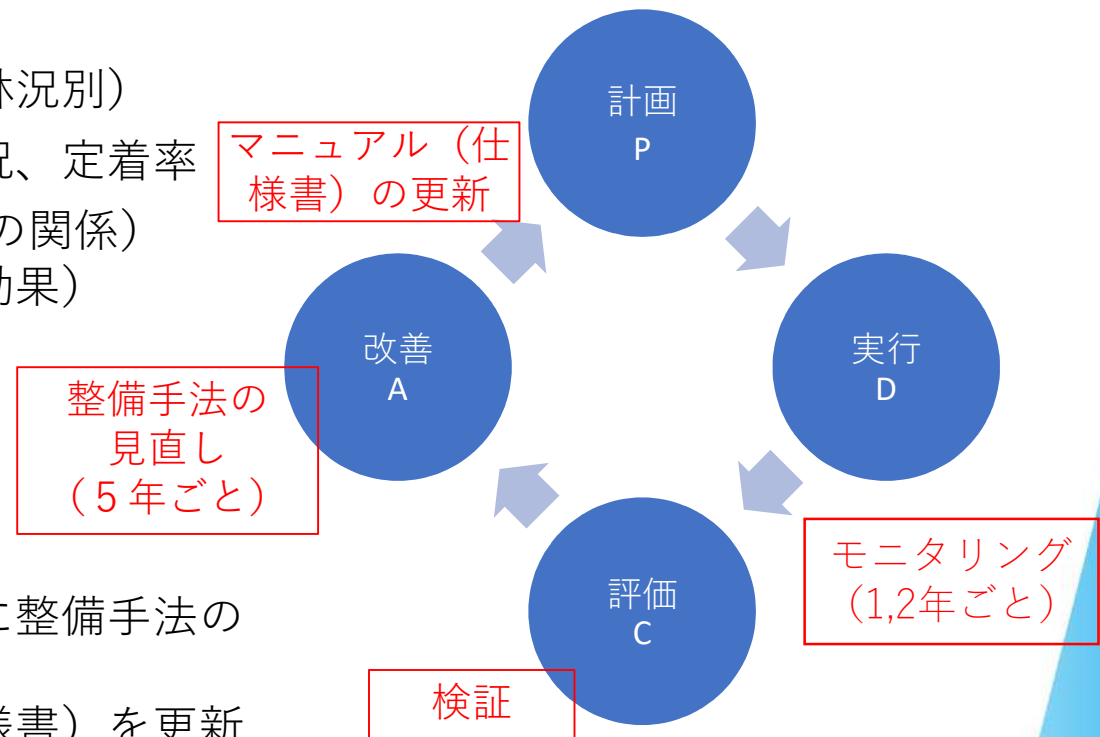 林況別）
況、定着率
の関係）
効果）
マニュアル（仕
様書）の更新
計画
P
改善
A
実行
D
整備手法の
見直し
（５年ごと）
モニタリング
（1,2年ごと）
評価
C
検証
に整備手法の
様書）を更新